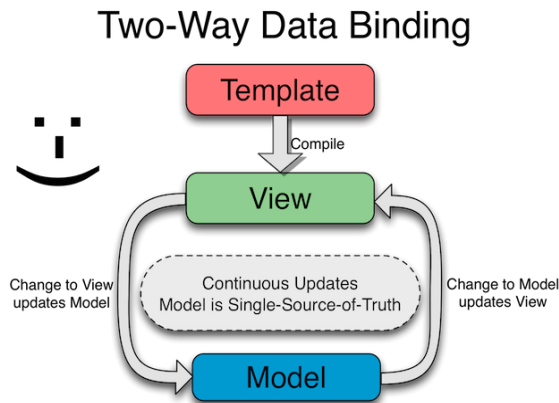 Two-Way Data Binding
Template
Compile
View
Change to View
updates Model
Continuous Updates
Model is Single-Source-of-Truth
Change to Model
updates View
Model